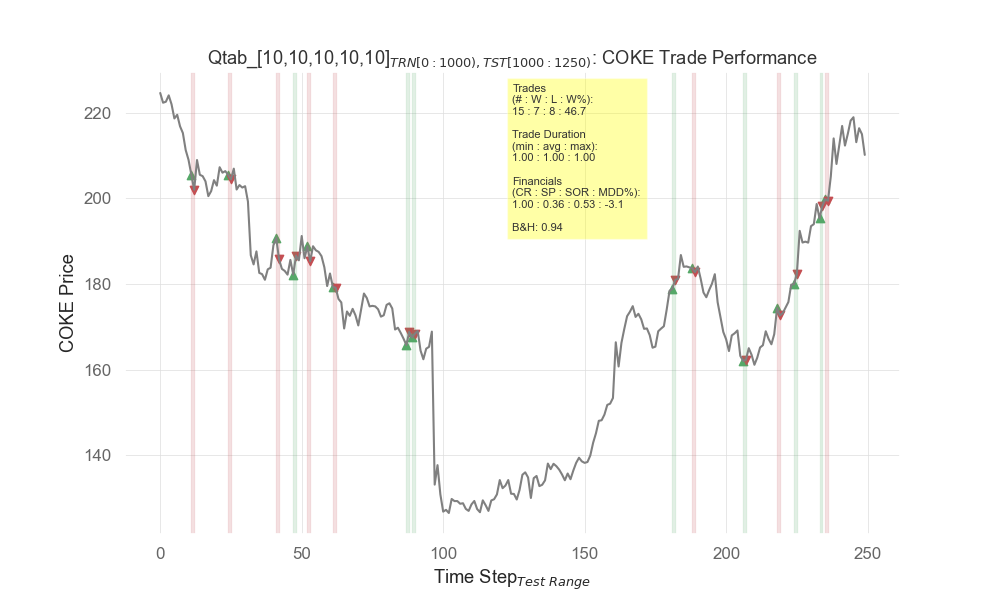 Qtab_[10,10,10,10,10]TRN[0:1000),TST[1000:1250): COKE Trade Performance
Trades
(# : W : L : W%):
15 : 7 : 8 : 46.7
Trade Duration
(min : avg : max):
1.00 : 1.00 : 1.00
Financials
(CR : SP : SOR : MDD%):
1.00 : 0.36 : 0.53 : -3.1
B&H: 0.94
COKE Price
220
200
180
160
140
0 50 100 150 200 250
Time StepTest Range